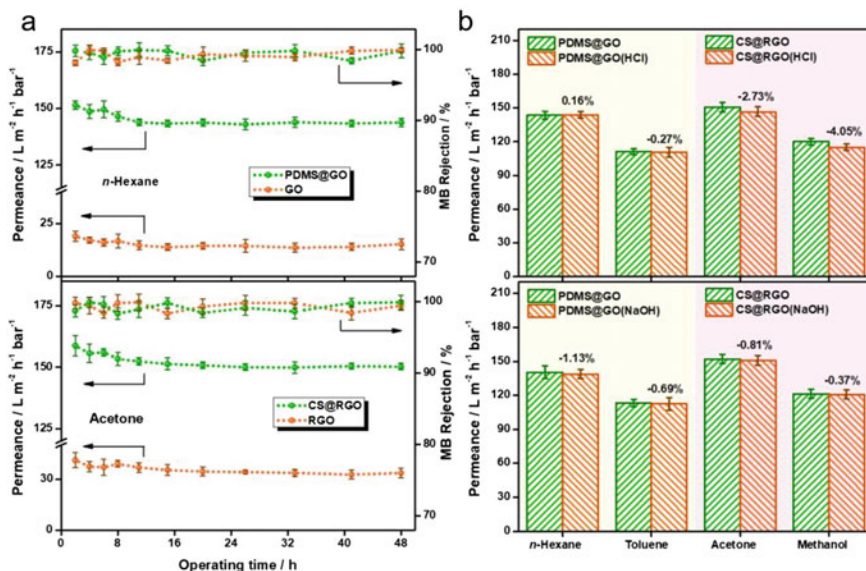 a
Permeance / L m⁻² h⁻¹ bar⁻¹
175
150
125
25
0
n-Hexane
PDMS@GO
GO
100
90
80
70
MB Rejection / %
Permeance / L m⁻² h⁻¹ bar⁻¹
175
150
125
30
Acetone
CS@RGO
RGO
100
90
80
70
MB Rejection / %
0 8 16 24 32 40 48
Operating time / h
b
Permeance / L m⁻² h⁻¹ bar⁻¹
210
180
150
120
90
60
30
0
PDMS@GO
PDMS@GO(HCl)
CS@RGO
CS@RGO(HCl)
0.16%
-0.27%
-2.73%
-4.05%
Permeance / L m⁻² h⁻¹ bar⁻¹
210
180
150
120
90
60
30
0
PDMS@GO
PDMS@GO(NaOH)
CS@RGO
CS@RGO(NaOH)
-1.13%
-0.69%
-0.81%
-0.37%
n-Hexane Toluene Acetone Methanol